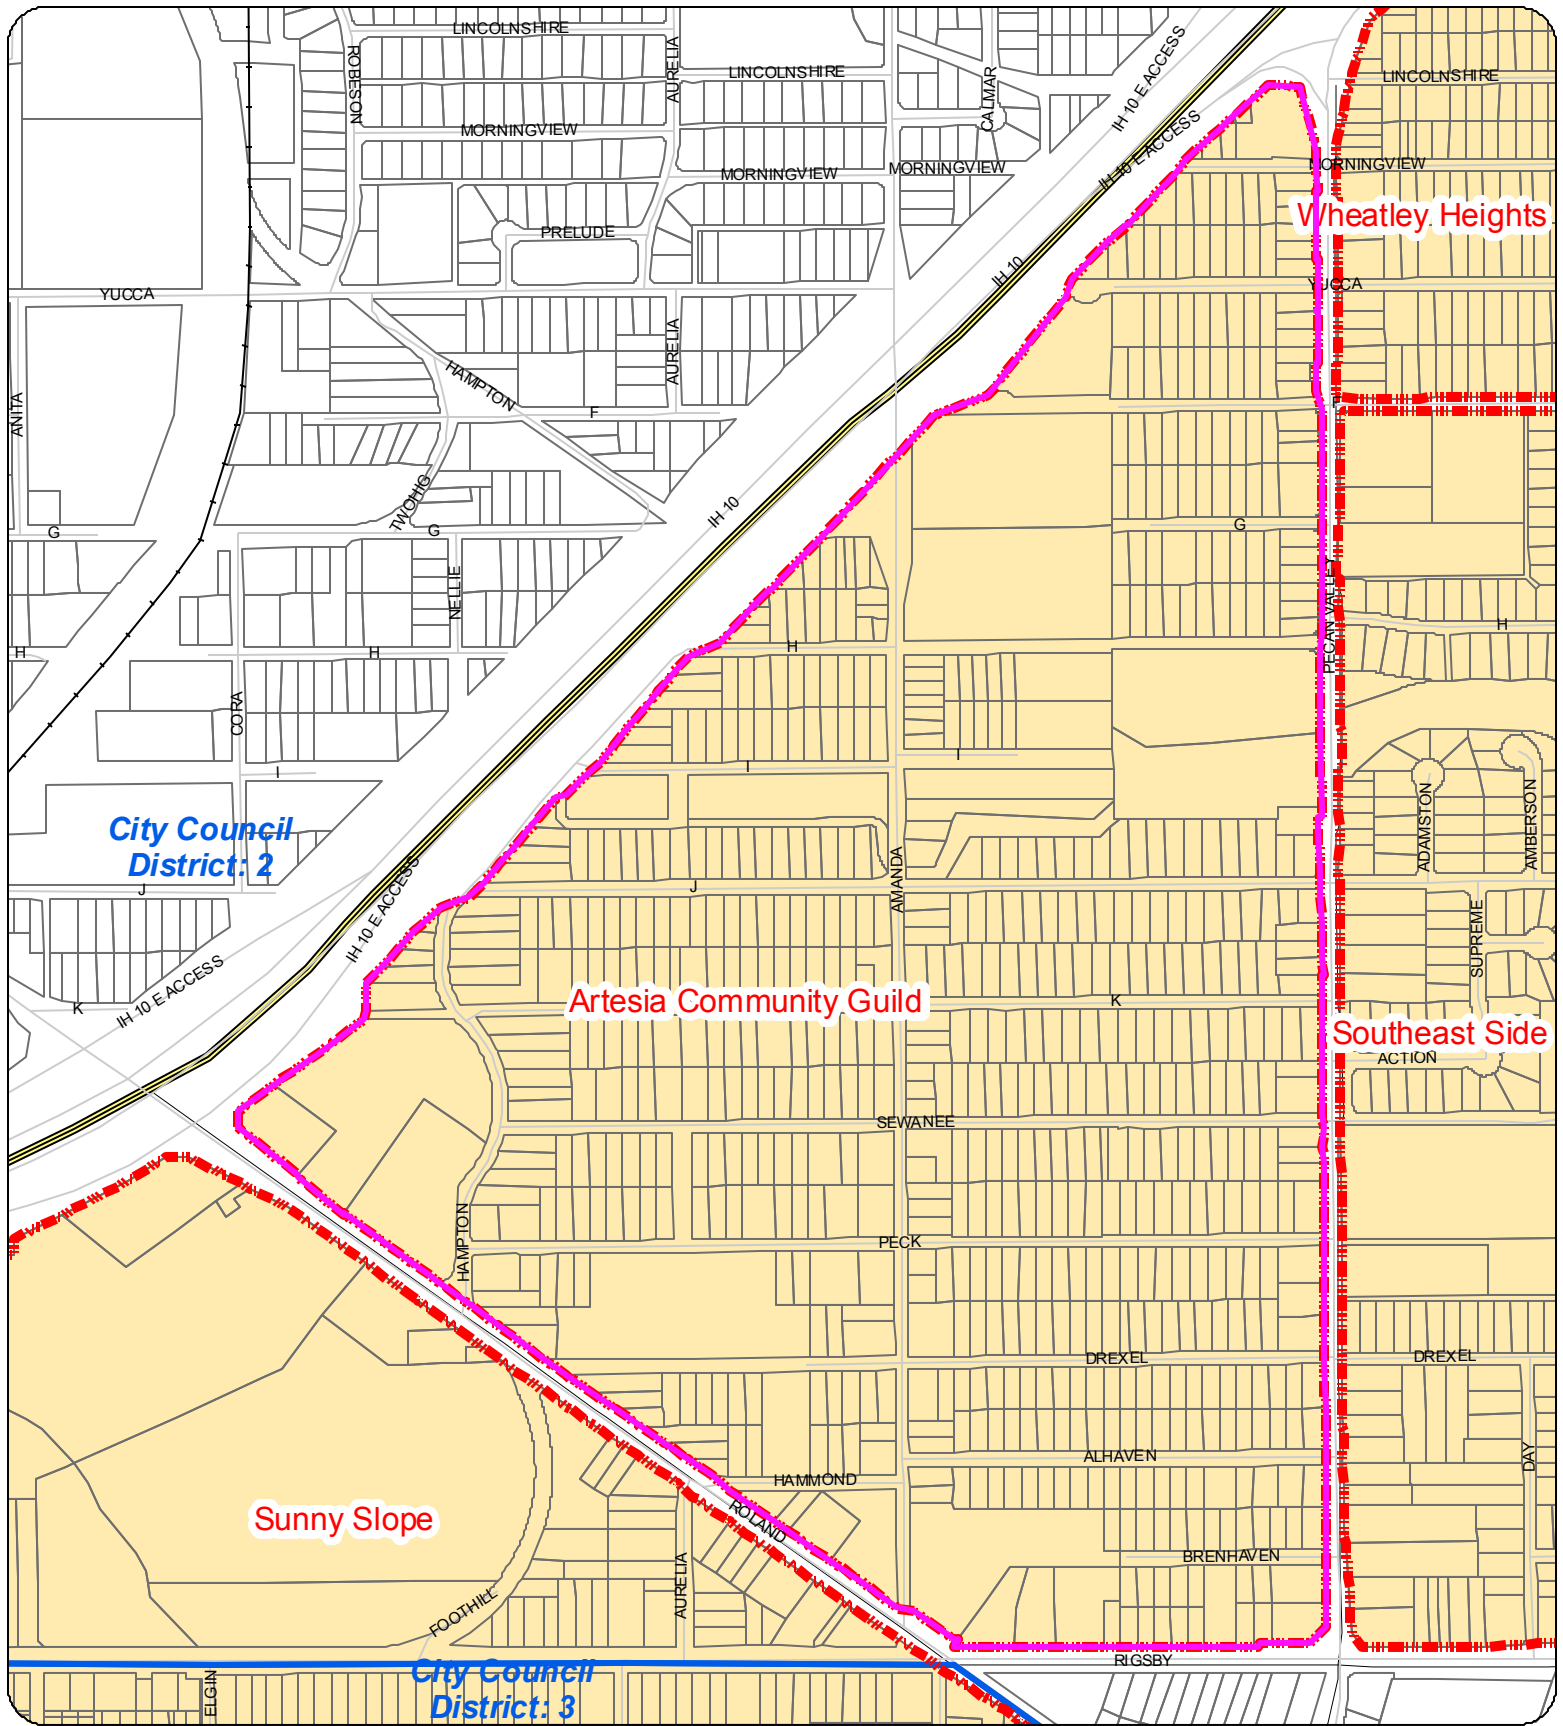 LINCOLNSHIRE
ROBESON
AURELIA
LINCOLNSHIRE
CALMAR
IH 10 E ACCESS
LINCOLNSHIRE
MORNINGVIEW
IH 10 E ACCESS
MORNINGVIEW
MORNINGVIEW
MORNINGVIEW
Wheatley Heights
PRELUDE
IH 10
YUCCA
YUCCA
AURELIA
HAMPTON
ANITA
F
F
TWOHIG
IH 10
G
G
G
NELLIE
PECAN VALLEY
H
H
H
H
CORA
I
I
I
City Council
District: 2
ADAMSTON
AMBERSON
J
J
AMANDA
IH 10 E ACCESS
SUPREME
IH 10 E ACCESS
K
Artesia Community Guild
K
Southeast Side
ACTION
SEWANEE
HAMPTON
PECK
DREXEL
DREXEL
ALHAVEN
DAY
HAMMOND
Sunny Slope
ROLAND
BRENHAVEN
AURELIA
FOOTHILL
RIGSBY
City Council
District: 3
ELGIN